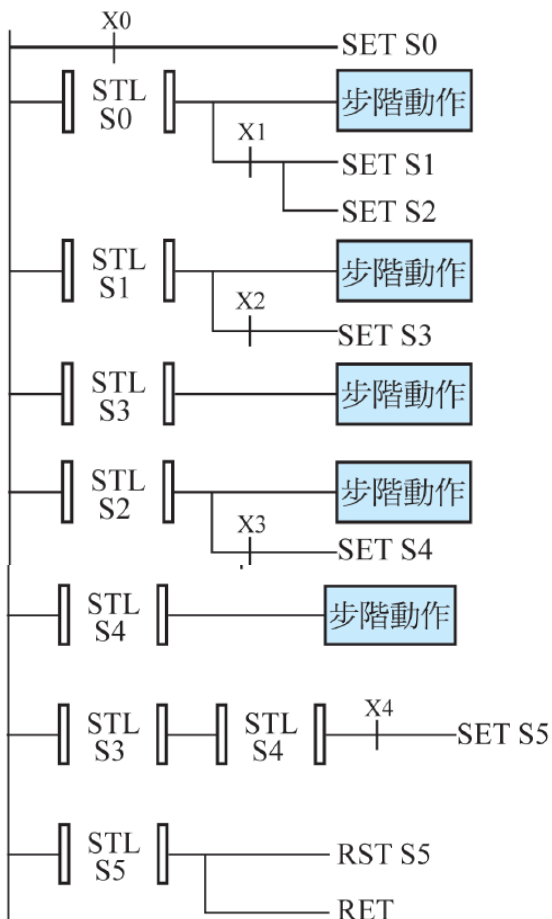 X0
SET S0
STL
S0
步階動作
X1
SET S1
SET S2
STL
S1
步階動作
X2
SET S3
STL
S3
步階動作
STL
S2
步階動作
X3
SET S4
STL
S4
步階動作
STL
S3
STL
S4
X4
SET S5
STL
S5
RST S5
RET